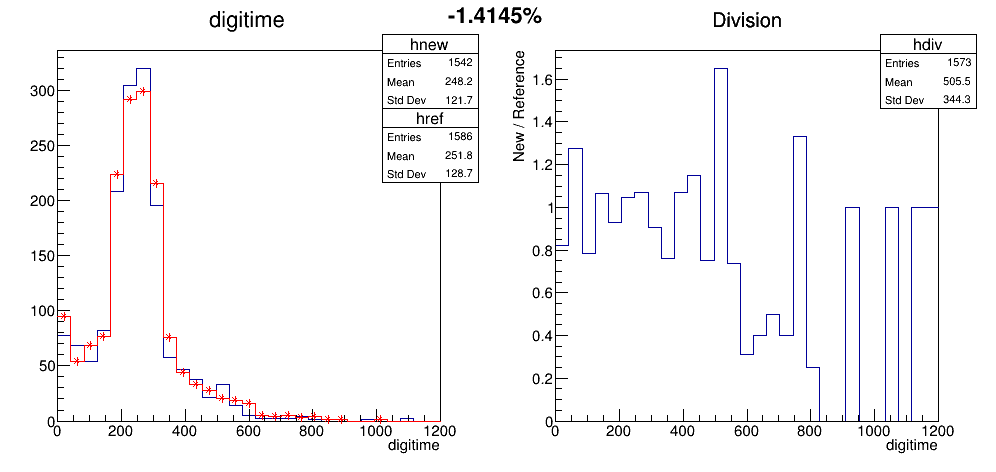 -1.4145%
digitime
hnew
Entries 1542
Mean 248.2
Std Dev 121.7
href
Entries 1586
Mean 251.8
Std Dev 128.7
300
250
200
150
100
50
0
0 200 400 600 800 1000 1200
digitime
Division
hdiv
Entries 1573
Mean 505.5
Std Dev 344.3
New / Reference
1.6
1.4
1.2
1
0.8
0.6
0.4
0.2
0
0 200 400 600 800 1000 1200
digitime